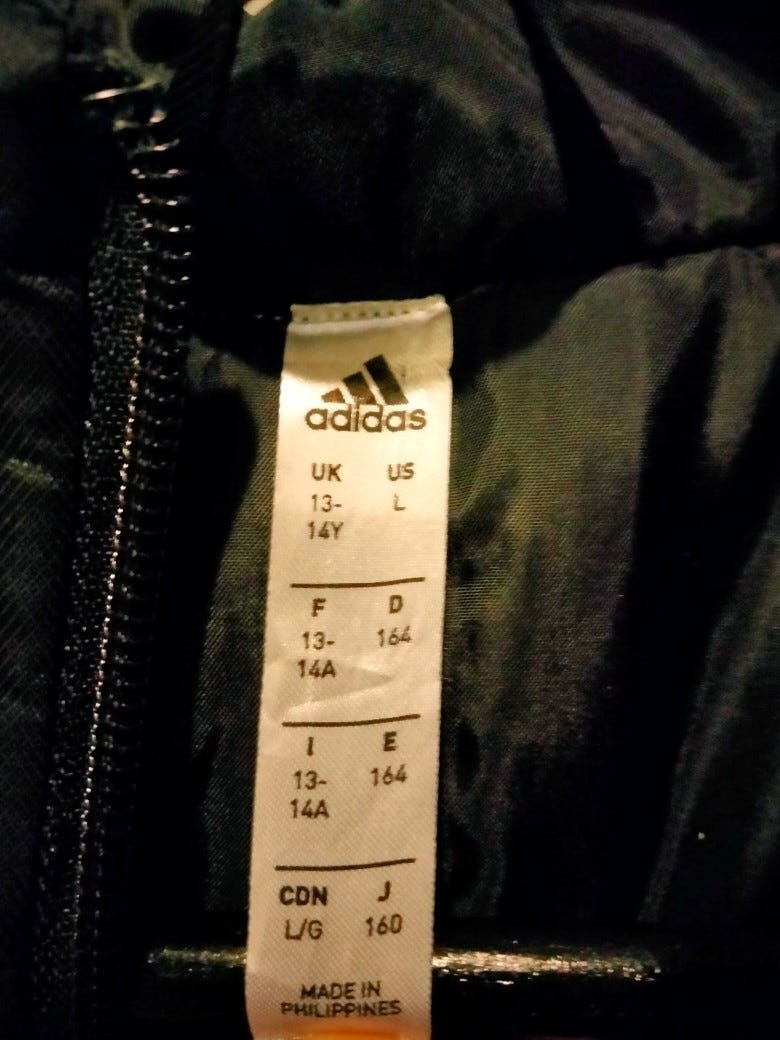 adidas
UK US
13- L
14Y
F D
13- 164
14A
I E
13- 164
14A
CDN J
L/G 160
MADE IN
PHILIPPINES